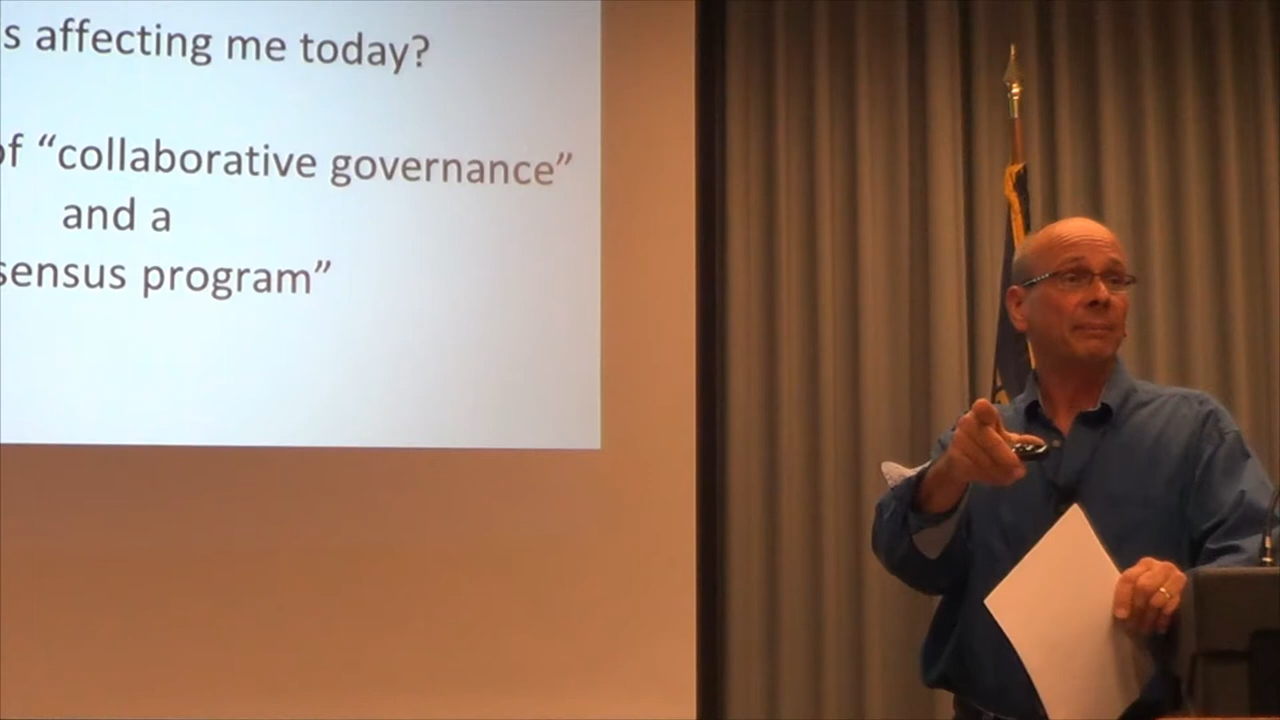 s affecting me today?
of “collaborative governance”
and a
sensus program”